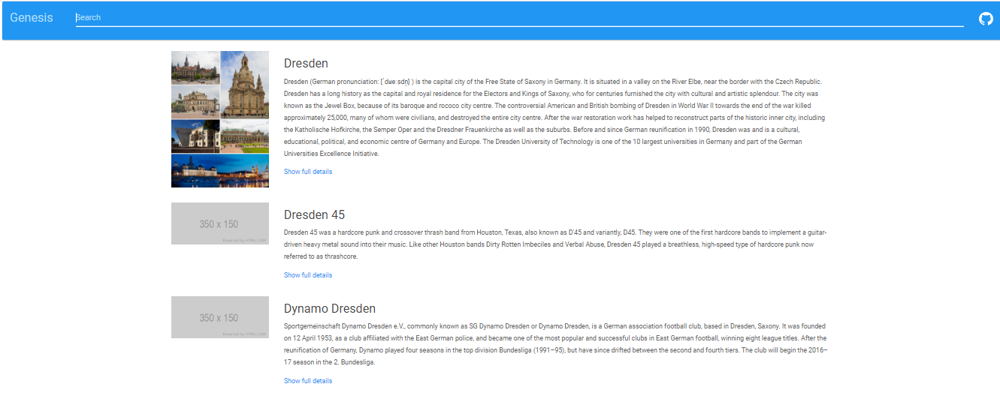 Genesis
Search
Dresden
Dresden (German pronunciation: [ˈdʁeːsdn̩] ) is the capital city of the Free State of Saxony in Germany. It is situated in a valley on the River Elbe, near the border with the Czech Republic.
Dresden has a long history as the capital and royal residence for the Electors and Kings of Saxony, who for centuries furnished the city with cultural and artistic splendour. The city was
known as the Jewel Box, because of its baroque and rococo city centre. The controversial American and British bombing of Dresden in World War II towards the end of the war killed
approximately 25,000, many of whom were civilians, and destroyed the entire city centre. After the war restoration work has helped to reconstruct parts of the historic inner city, including
the Katholische Hofkirche, the Semper Oper and the Dresdner Frauenkirche as well as the suburbs. Before and since German reunification in 1990, Dresden was and is a cultural,
educational, political, and economic centre of Germany and Europe. The Dresden University of Technology is one of the 10 largest universities in Germany and part of the German
Universities Excellence Initiative.
Show full details
350 x 150
Powered by HTML.COM
Dresden 45
Dresden 45 was a hardcore punk and crossover thrash band from Houston, Texas, also known as D'45 and variantly, D45. They were one of the first hardcore bands to implement a guitar-
driven heavy metal sound into their music. Like other Houston bands Dirty Rotten Imbeciles and Verbal Abuse, Dresden 45 played a breathless, high-speed type of hardcore punk now
referred to as thrashcore.
Show full details
350 x 150
Powered by HTML.COM
Dynamo Dresden
Sportgemeinschaft Dynamo Dresden e.V., commonly known as SG Dynamo Dresden or Dynamo Dresden, is a German association football club, based in Dresden, Saxony. It was founded
on 12 April 1953, as a club affiliated with the East German police, and became one of the most popular and successful clubs in East German football, winning eight league titles. After the
reunification of Germany, Dynamo played four seasons in the top division Bundesliga (1991–95), but have since drifted between the second and fourth tiers. The club will begin the 2016–
17 season in the 2. Bundesliga.
Show full details